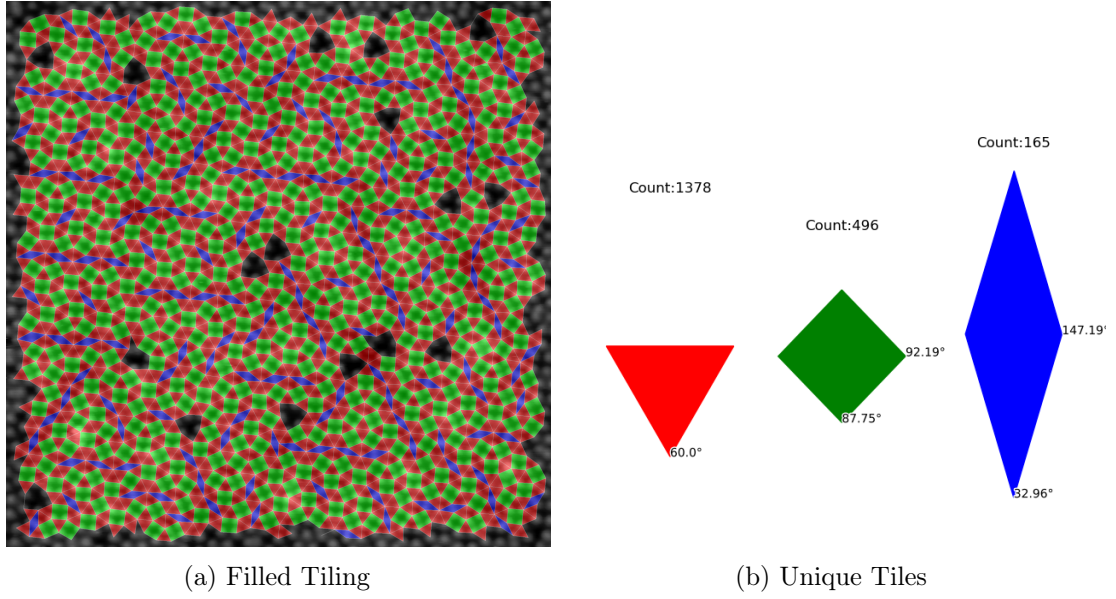 Count:165
Count:1378
Count:496
147.19°
92.19°
87.75°
60.0°
32.96°
(a) Filled Tiling
(b) Unique Tiles